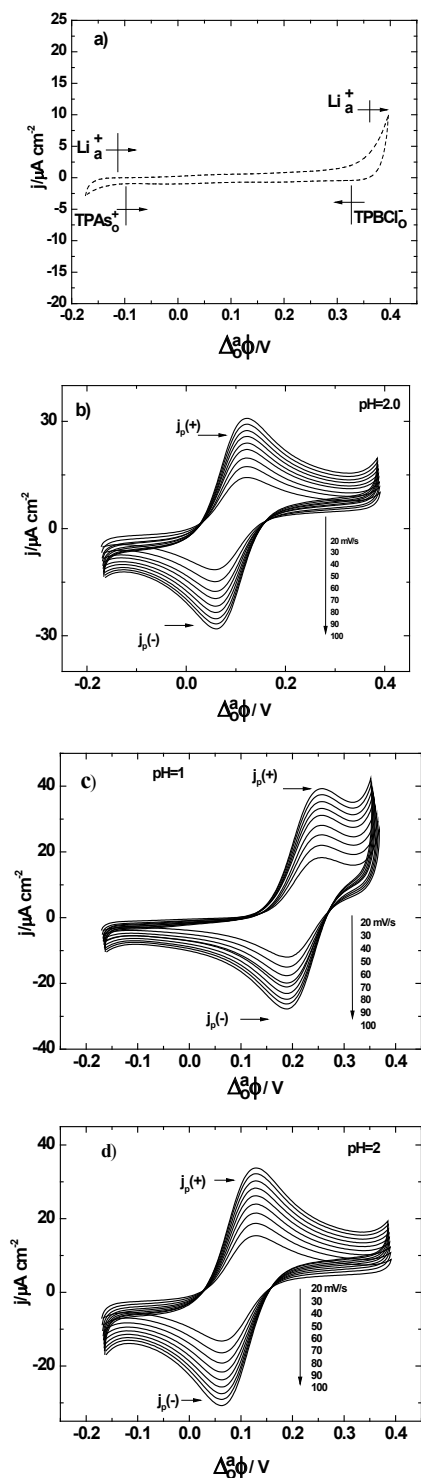 a)
25
20
15
10
5
0
-5
-10
-15
-20
j/µA cm⁻²
Li⁺ₐ
Li⁺ₐ
TPAs⁺ₒ
TPBCl⁻ₒ
-0.2 -0.1 0.0 0.1 0.2 0.3 0.4 0.5
Δᵃₒϕ/V
b)
pH=2.0
jₚ(+)
30
0
-30
j/µA cm⁻²
20 mV/s
30
40
50
60
70
80
90
100
jₚ(-)
-0.2 0.0 0.2 0.4
Δᵃₒϕ/ V
c)
pH=1
jₚ(+)
40
20
0
-20
-40
j/µA cm⁻²
20 mV/s
30
40
50
60
70
80
90
100
jₚ(-)
-0.2 -0.1 0.0 0.1 0.2 0.3 0.4
Δᵃₒϕ/ V
d)
pH=2
jₚ(+)
40
20
0
-20
j/µA cm⁻²
20 mV/s
30
40
50
60
70
80
90
100
jₚ(-)
-0.2 -0.1 0.0 0.1 0.2 0.3 0.4
Δᵃₒϕ/ V